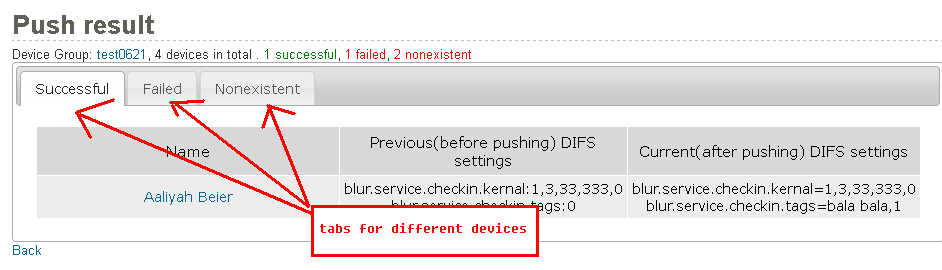 Push result
Device Group: test0621, 4 devices in total . 1 successful, 1 failed, 2 nonexistent
Successful Failed Nonexistent
Name
Previous(before pushing) DIFS
settings
Current(after pushing) DIFS settings
Aaliyah Beier
blur.service.checkin.kernal:1,3,33,333,0
blur.service.checkin.tags:0
blur.service.checkin.kernal=1,3,33,333,0
blur.service.checkin.tags=bala bala,1
tabs for different devices
Back